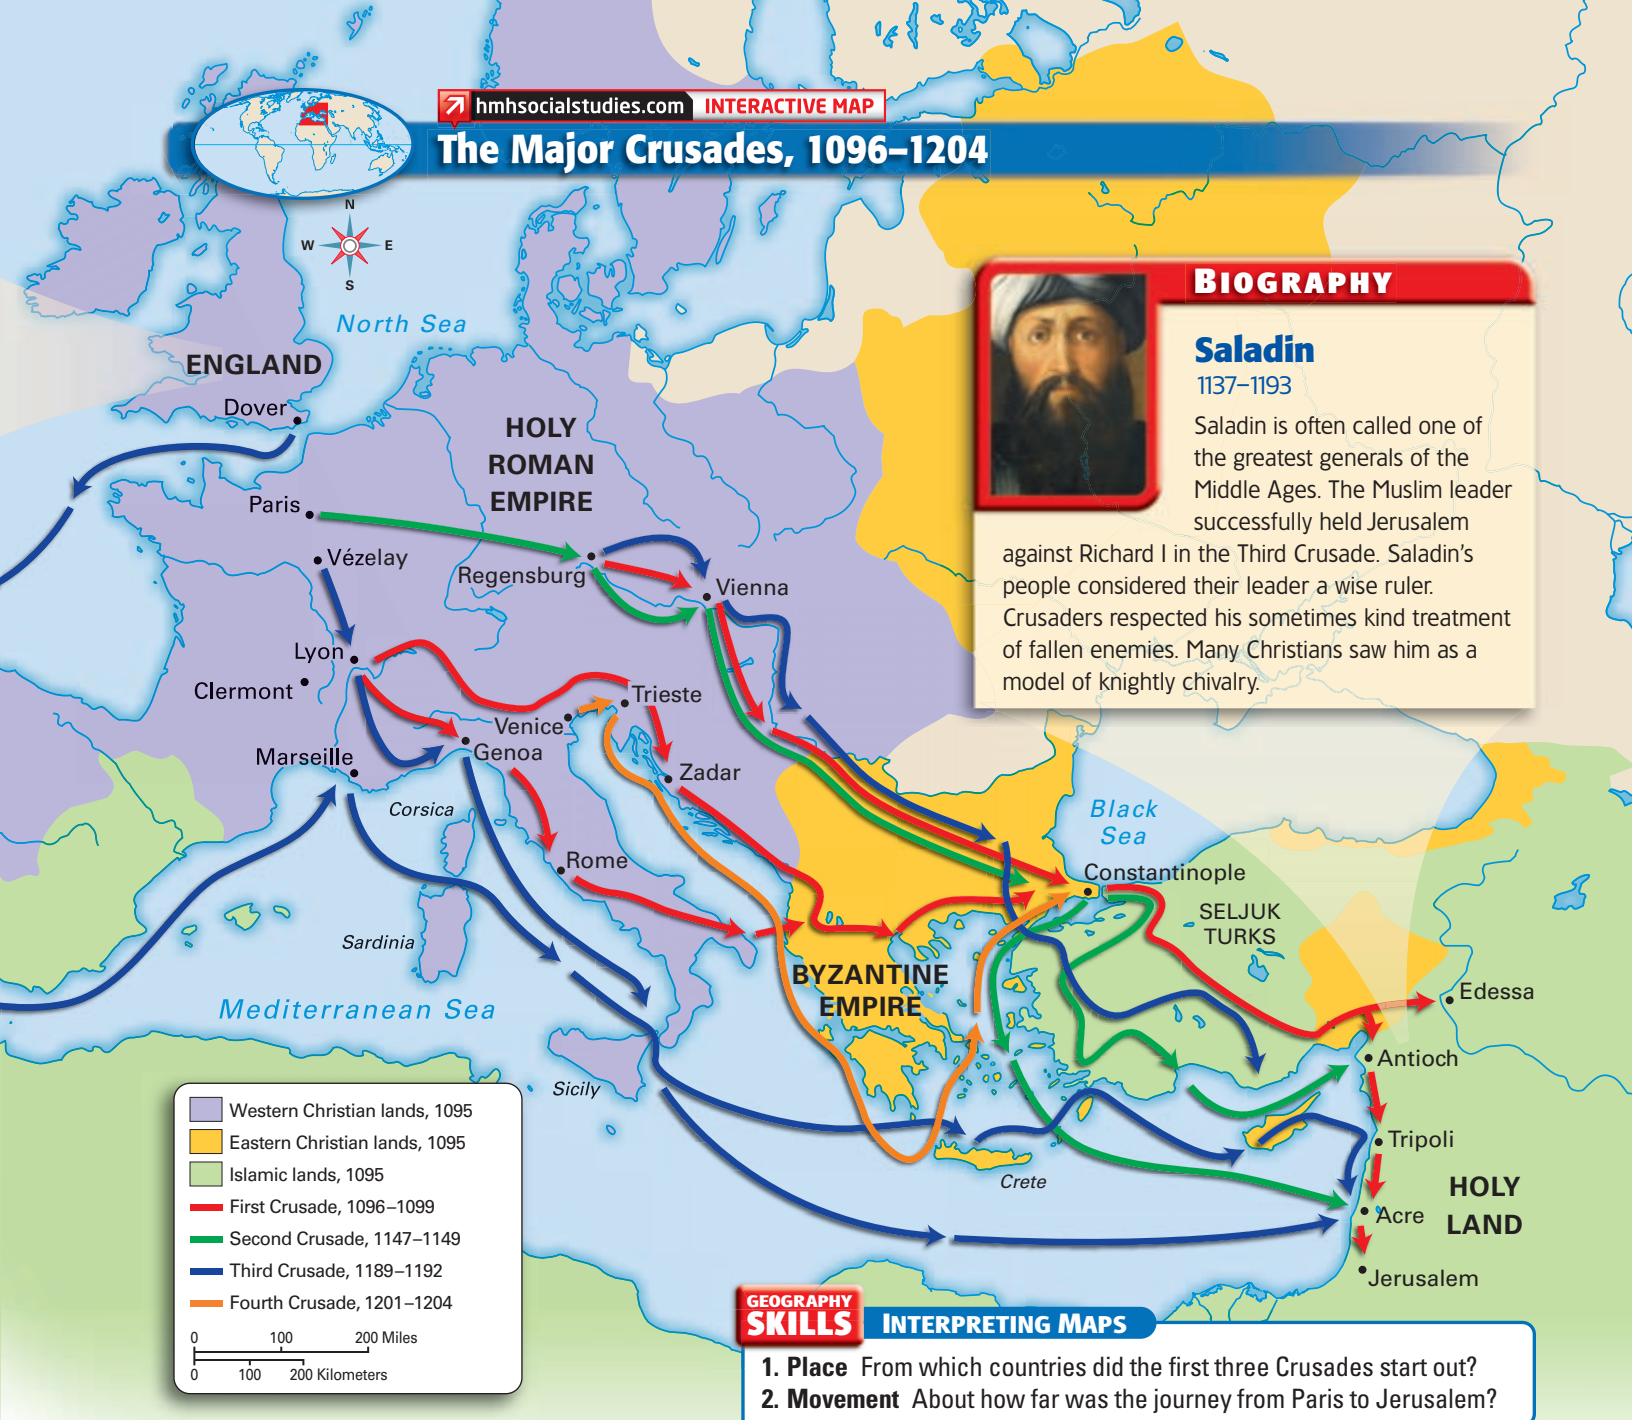 hmhsocialstudies.com INTERACTIVE MAP
The Major Crusades, 1096–1204
N
W E
S
North Sea
ENGLAND
Dover
HOLY
ROMAN
EMPIRE
Paris
Vézelay
Regensburg
Vienna
Lyon
Clermont
Trieste
Venice
Genoa
Marseille
Zadar
Corsica
Rome
Black
Sea
Constantinople
SELJUK
TURKS
Sardinia
BYZANTINE
EMPIRE
Mediterranean Sea
Edessa
Antioch
Sicily
Tripoli
Crete
HOLY
LAND
Acre
Jerusalem
BIOGRAPHY
Saladin
1137–1193
Saladin is often called one of
the greatest generals of the
Middle Ages. The Muslim leader
successfully held Jerusalem
against Richard I in the Third Crusade. Saladin's
people considered their leader a wise ruler.
Crusaders respected his sometimes kind treatment
of fallen enemies. Many Christians saw him as a
model of knightly chivalry.
Western Christian lands, 1095
Eastern Christian lands, 1095
Islamic lands, 1095
First Crusade, 1096–1099
Second Crusade, 1147–1149
Third Crusade, 1189–1192
Fourth Crusade, 1201–1204
0 100 200 Miles
0 100 200 Kilometers
GEOGRAPHY
SKILLS INTERPRETING MAPS
1. Place From which countries did the first three Crusades start out?
2. Movement About how far was the journey from Paris to Jerusalem?